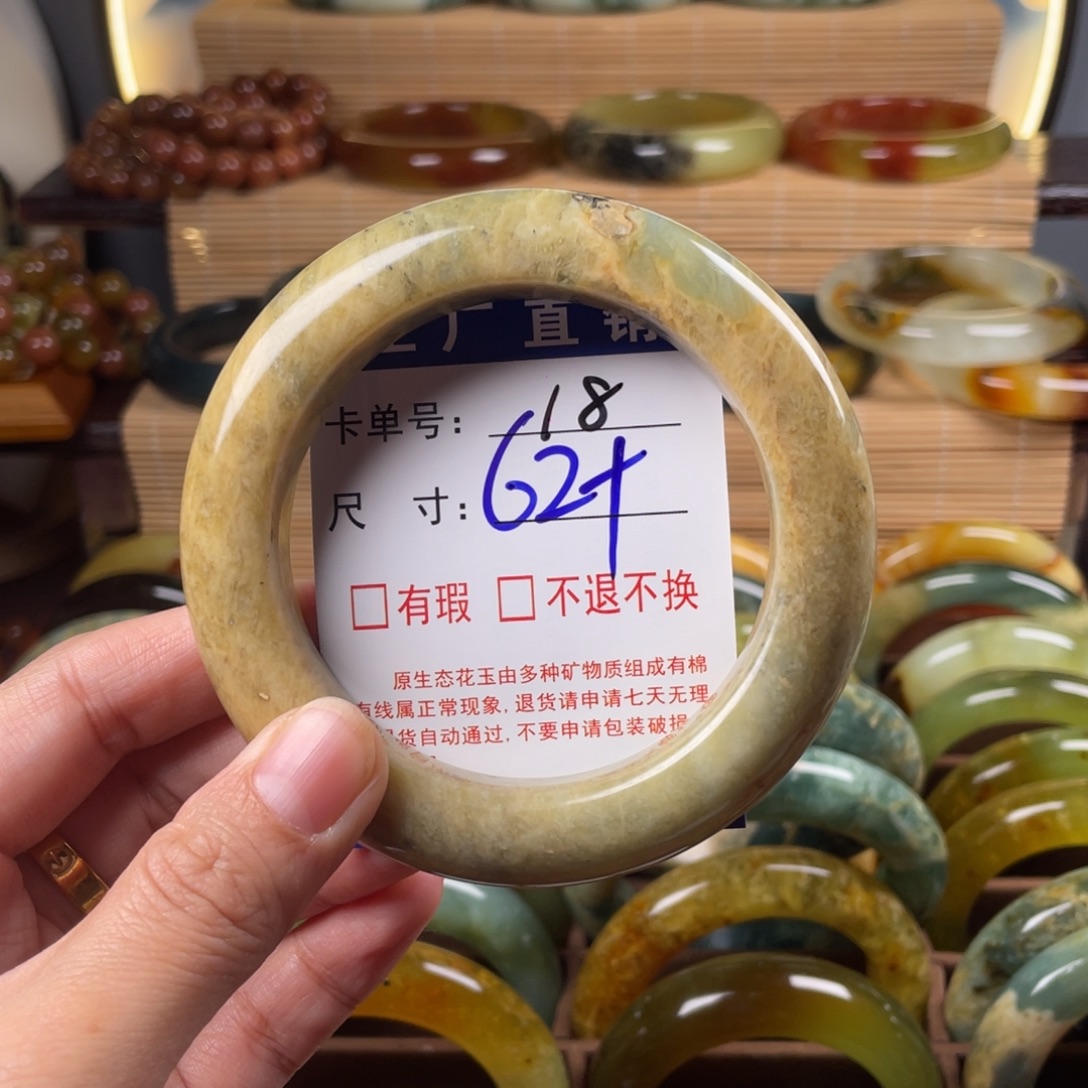 厂直销
卡单号: 18
尺 寸: 62+
□有瑕 □不退不换
原生态花玉由多种矿物质组成有棉
有线属正常现象, 退货请申请七天无理
货自动通过, 不要申请包装破损